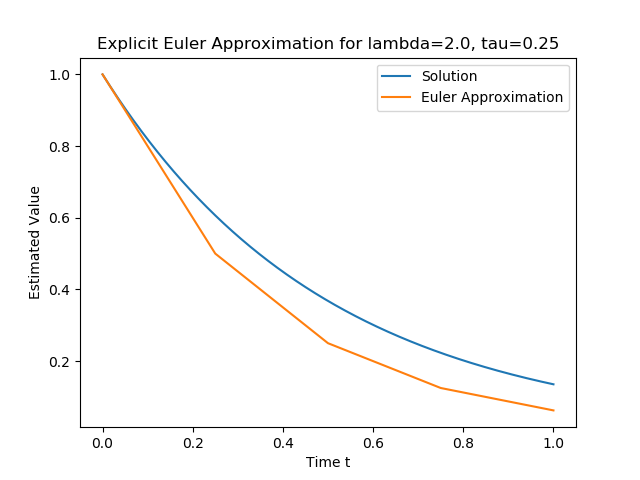 Explicit Euler Approximation for lambda=2.0, tau=0.25
Solution
Euler Approximation
Estimated Value
1.0
0.8
0.6
0.4
0.2
0.0 0.2 0.4 0.6 0.8 1.0
Time t